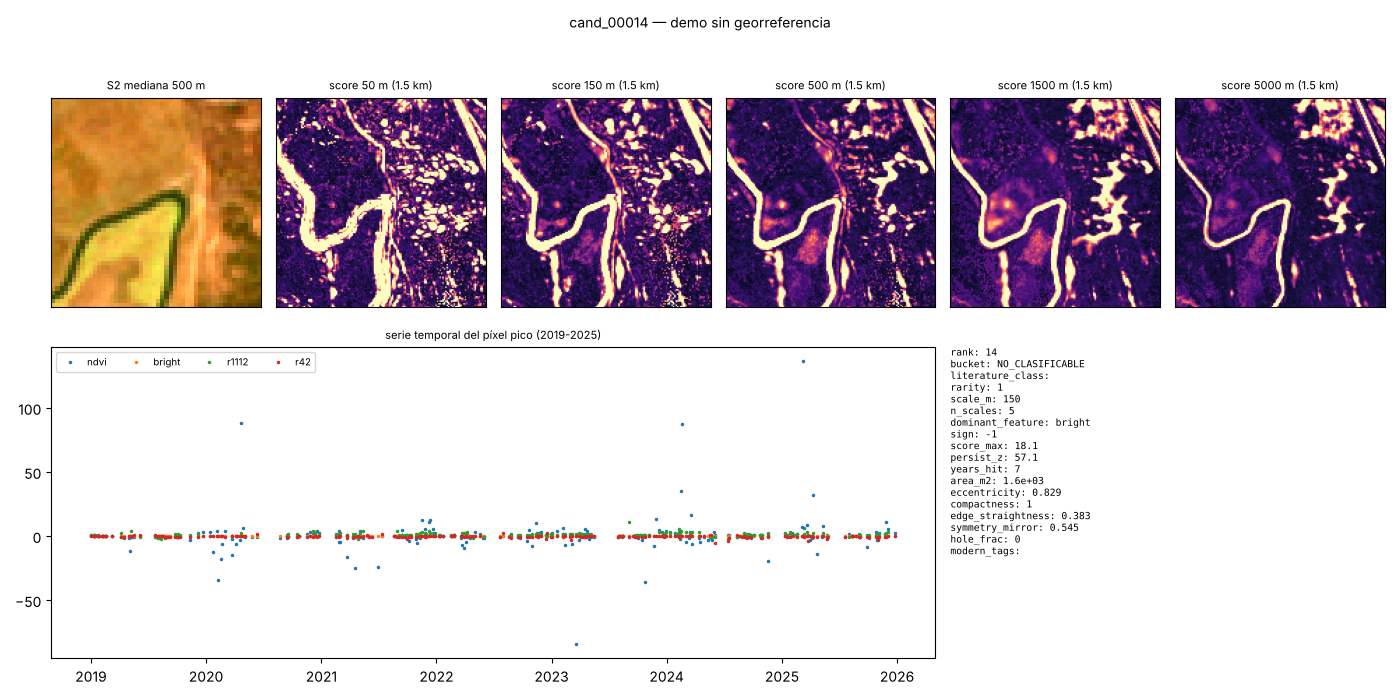 cand_00014 — demo sin georreferencia
S2 mediana 500 m
score 50 m (1.5 km)
score 150 m (1.5 km)
score 500 m (1.5 km)
score 1500 m (1.5 km)
score 5000 m (1.5 km)
serie temporal del píxel pico (2019-2025)
ndvi bright r1112 r42
100
50
0
−50
2019 2020 2021 2022 2023 2024 2025 2026
rank: 14
bucket: NO_CLASIFICABLE
literature_class:
rarity: 1
scale_m: 150
n_scales: 5
dominant_feature: bright
sign: -1
score_max: 18.1
persist_z: 57.1
years_hit: 7
area_m2: 1.6e+03
eccentricity: 0.829
compactness: 1
edge_straightness: 0.383
symmetry_mirror: 0.545
hole_frac: 0
modern_tags: